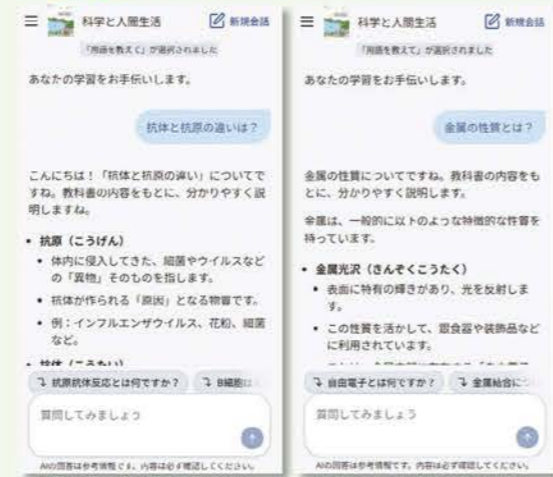 科学と人間生活
新規会話
「用語を教えて」が選択されました
あなたの学習をお手伝いします。
抗体と抗原の違いは？
こんにちは！「抗体と抗原の違い」についてで
すね。教科書の内容をもとに、分かりやすく説
明しますね。
• 抗原（こうげん）
• 体内に侵入してきた、細菌やウイルスなど
の「異物」そのものを指します。
• 抗体が作られる「原因」となる物質です。
• 例：インフルエンザウイルス、花粉、細菌
など。
• 抗体（こうたい）
抗原抗体反応とは何ですか？
B細胞は
質問してみましょう
AIの回答は参考情報です。内容は必ず確認してください。
科学と人間生活
新規会話
「用語を教えて」が選択されました
あなたの学習をお手伝いします。
金属の性質とは？
金属の性質についてですね。教科書の内容をも
とに、分かりやすく説明します。
金属は、一般的に以下のような特徴的な性質を
持っています。
• 金属光沢（きんぞくこうたく）
• 表面に特有の輝きがあり、光を反射しま
す。
• この性質を活かして、銀食器や装飾品など
に利用されています。
自由電子とは何ですか？
金属結合に
質問してみましょう
AIの回答は参考情報です。内容は必ず確認してください。